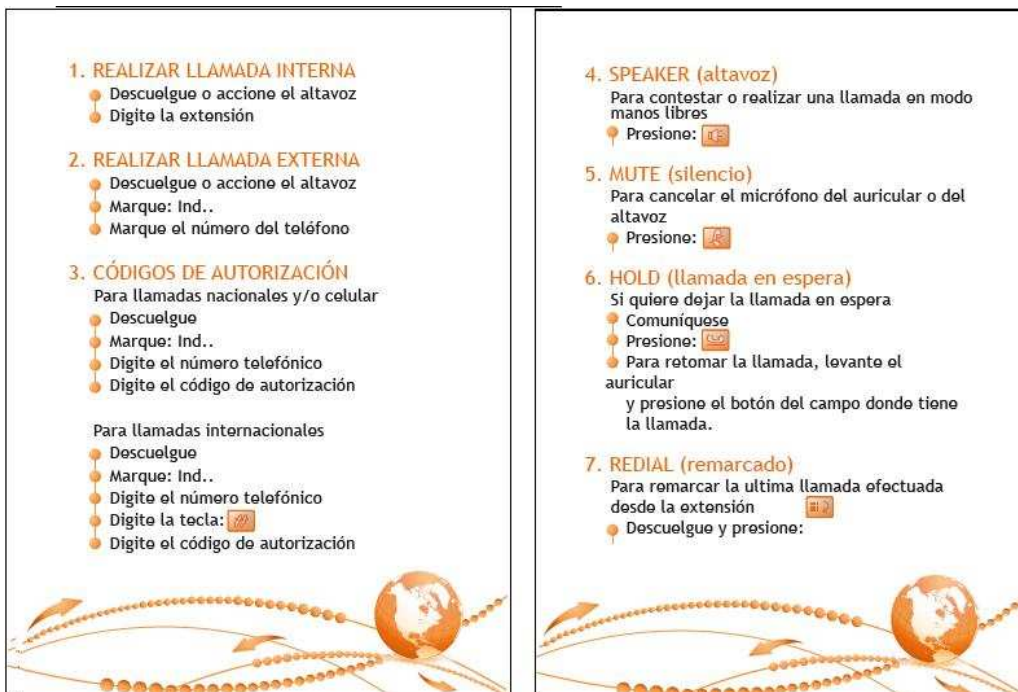 1. REALIZAR LLAMADA INTERNA
Descuelgue o accione el altavoz
Digite la extensión
2. REALIZAR LLAMADA EXTERNA
Descuelgue o accione el altavoz
Marque: Ind..
Marque el número del teléfono
3. CÓDIGOS DE AUTORIZACIÓN
Para llamadas nacionales y/o celular
Descuelgue
Marque: Ind..
Digite el número telefónico
Digite el código de autorización
Para llamadas internacionales
Descuelgue
Marque: Ind..
Digite el número telefónico
Digite la tecla:
Digite el código de autorización
4. SPEAKER (altavoz)
Para contestar o realizar una llamada en modo
manos libres
Presione:
5. MUTE (silencio)
Para cancelar el micrófono del auricular o del
altavoz
Presione:
6. HOLD (llamada en espera)
Si quiere dejar la llamada en espera
Comuníquese
Presione:
Para retomar la llamada, levante el
auricular
y presione el botón del campo donde tiene
la llamada.
7. REDIAL (remarcado)
Para remarcar la ultima llamada efectuada
desde la extensión
Descuelgue y presione: